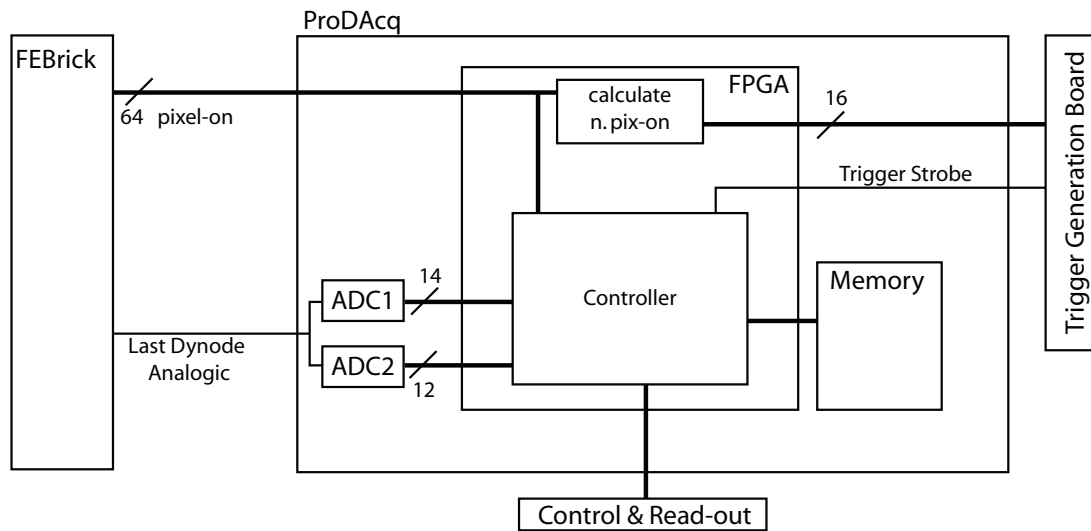 ProDAcq
FEBrick
FPGA
calculate
n. pix-on
64 pixel-on
16
Trigger Strobe
Trigger Generation Board
14
ADC1
Controller
Memory
Last Dynode
Analogic
ADC2
12
Control & Read-out